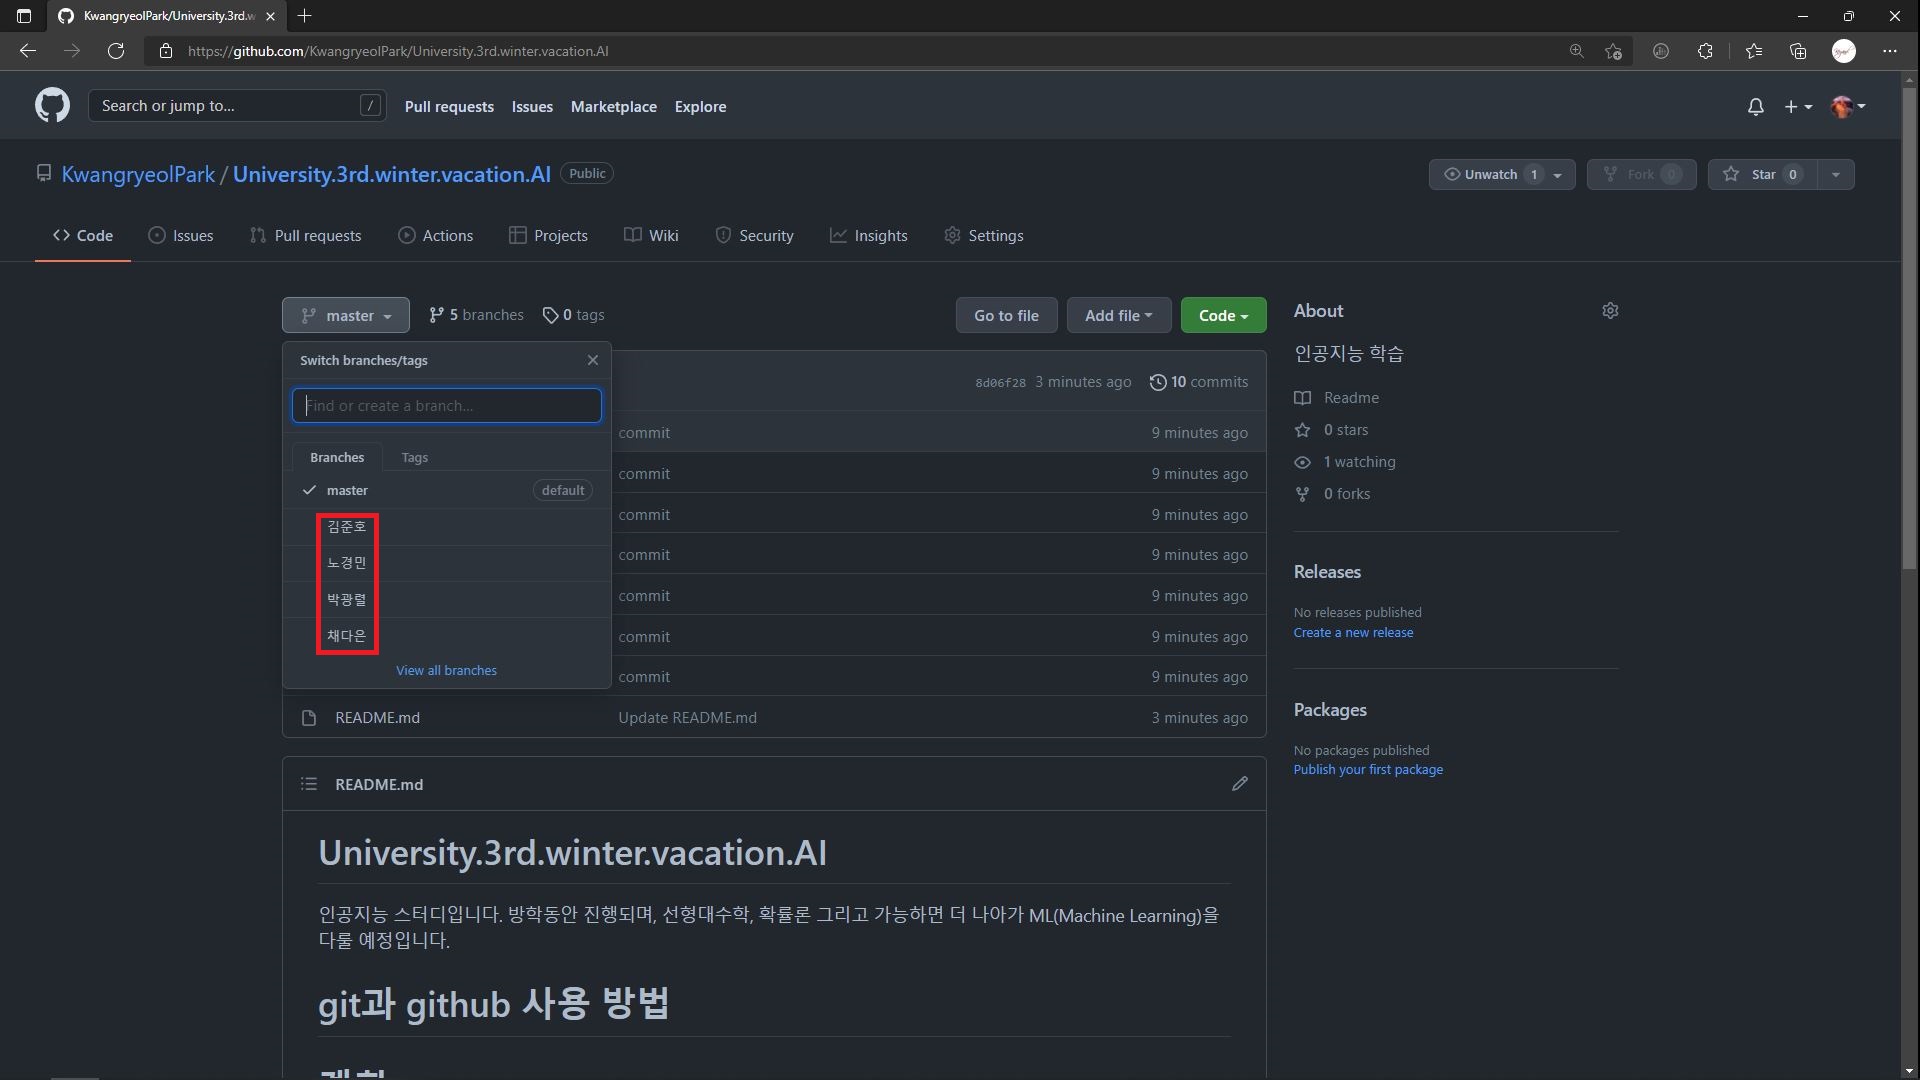 KwangryeolPark/University.3rd.w
https://github.com/KwangryeolPark/University.3rd.winter.vacation.AI
Search or jump to... /
Pull requests Issues Marketplace Explore
KwangryeolPark / University.3rd.winter.vacation.AI Public
Unwatch 1 Fork 0 Star 0
Code Issues Pull requests Actions Projects Wiki Security Insights Settings
master 5 branches 0 tags Go to file Add file Code
Switch branches/tags
Find or create a branch...
Branches Tags
master default
김준호
노경민
박광렬
채다은
View all branches
8d06f28 3 minutes ago 10 commits
commit 9 minutes ago
commit 9 minutes ago
commit 9 minutes ago
commit 9 minutes ago
commit 9 minutes ago
commit 9 minutes ago
commit 9 minutes ago
README.md Update README.md 3 minutes ago
README.md
University.3rd.winter.vacation.AI
인공지능 스터디입니다. 방학동안 진행되며, 선형대수학, 확률론 그리고 가능하면 더 나아가 ML(Machine Learning)을
다룰 예정입니다.
git과 github 사용 방법
About
인공지능 학습
Readme
0 stars
1 watching
0 forks
Releases
No releases published
Create a new release
Packages
No packages published
Publish your first package